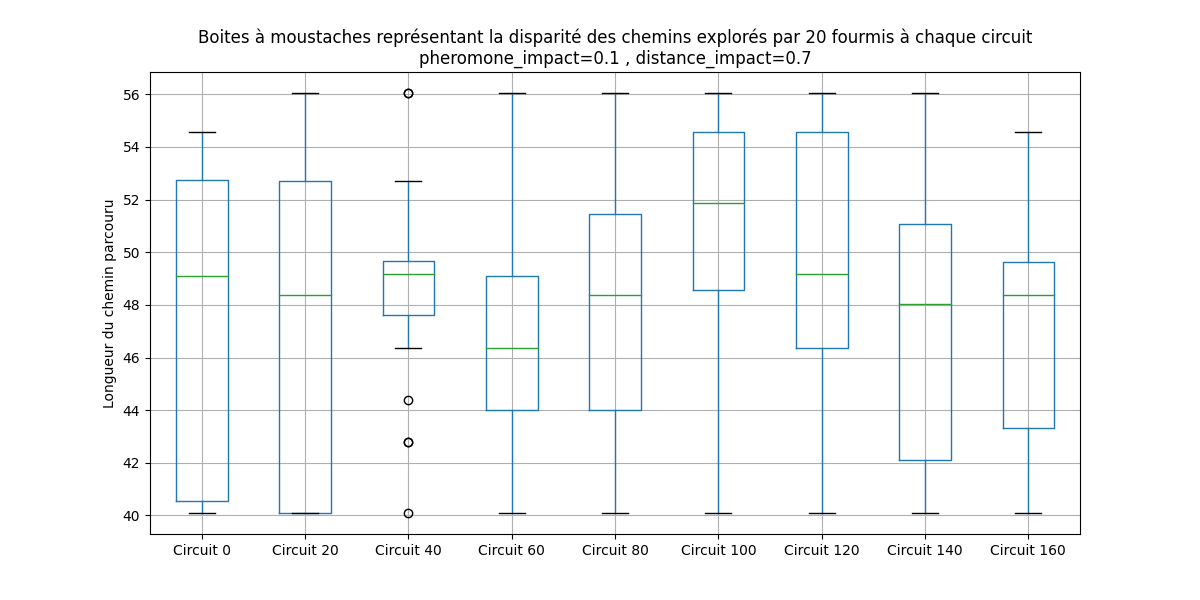 Boites à moustaches représentant la disparité des chemins explorés par 20 fourmis à chaque circuit
pheromone_impact=0.1 , distance_impact=0.7
Longueur du chemin parcouru
56
54
52
50
48
46
44
42
40
Circuit 0 Circuit 20 Circuit 40 Circuit 60 Circuit 80 Circuit 100 Circuit 120 Circuit 140 Circuit 160